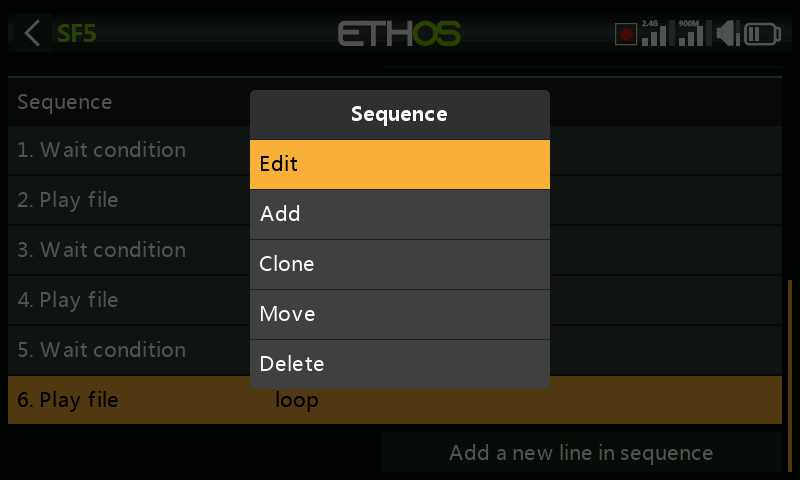 SF5
ETHOS
2.4G
900M
Sequence
1. Wait condition
2. Play file
3. Wait condition
4. Play file
5. Wait condition
6. Play file loop
Add a new line in sequence
Sequence
Edit
Add
Clone
Move
Delete